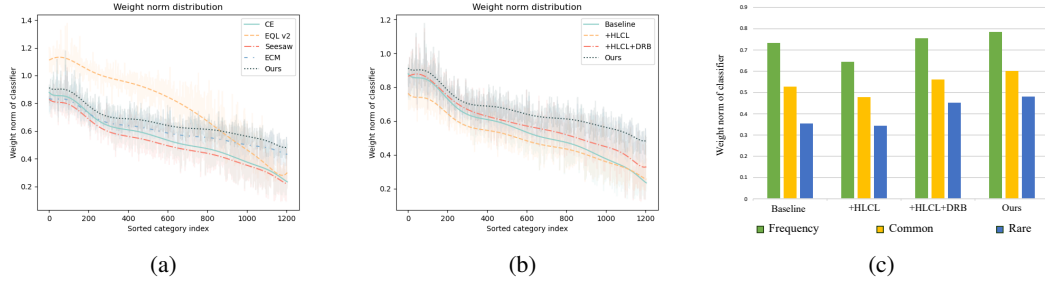 Weight norm distribution
Weight norm of classifier
1.4
1.2
1.0
0.8
0.6
0.4
0.2
0
200
400
600
800
1000
1200
Sorted category index
CE
EQL v2
Seesaw
ECM
Ours
(a)
Weight norm distribution
Weight norm of classifier
1.2
1.0
0.8
0.6
0.4
0.2
0
200
400
600
800
1000
1200
Sorted category index
Baseline
+HLCL
+HLCL+DRB
Ours
(b)
Weight norm of classifier
0.9
0.8
0.7
0.6
0.5
0.4
0.3
0.2
0.1
0
Baseline
+HLCL
+HLCL+DRB
Ours
Frequency
Common
Rare
(c)